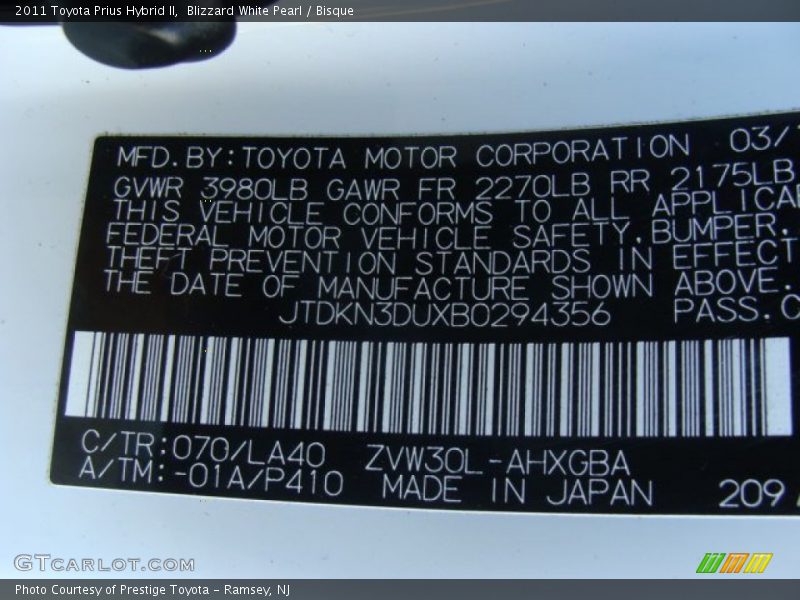 2011 Toyota Prius Hybrid II, Blizzard White Pearl / Bisque
MFD.BY:TOYOTA MOTOR CORPORATION 03/
GVWR 3980LB GAWR FR 2270LB RR 2175LB
THIS VEHICLE CONFORMS TO ALL APPLICA
FEDERAL MOTOR VEHICLE SAFETY,BUMPER,
THEFT PREVENTION STANDARDS IN EFFECT
THE DATE OF MANUFACTURE SHOWN ABOVE.
JTDKN3DUXB0294356 PASS.C
C/TR:070/LA40 ZVW30L-AHXGBA
A/TM:-01A/P410 MADE IN JAPAN 209
GTCARLOT.COM
Photo Courtesy of Prestige Toyota - Ramsey, NJ